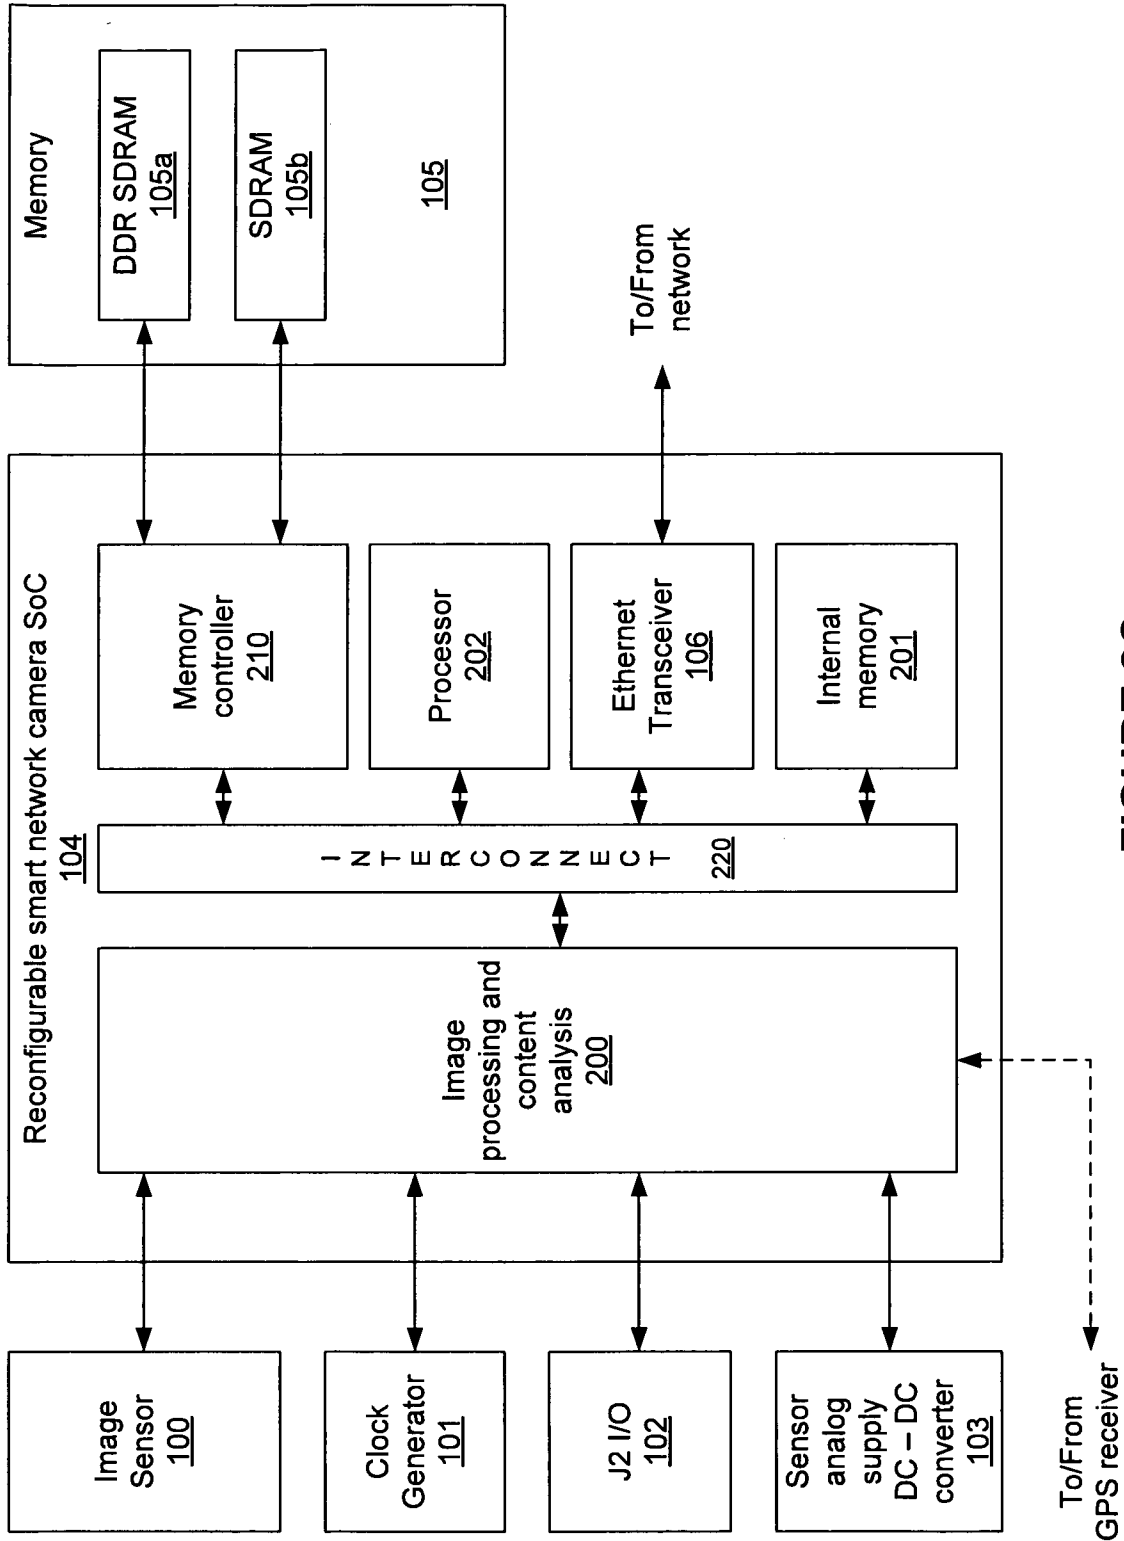 Reconfigurable smart network camera SoC
104
Image
Sensor
100
Clock
Generator
101
J2 I/O
102
Sensor
analog
supply
DC – DC
converter
103
To/From
GPS receiver
Image
processing and
content
analysis
200
INTERCONNECT
220
Memory
controller
210
Processor
202
Ethernet
Transceiver
106
Internal
memory
201
Memory
DDR SDRAM
105a
SDRAM
105b
105
To/From
network
FIGURE